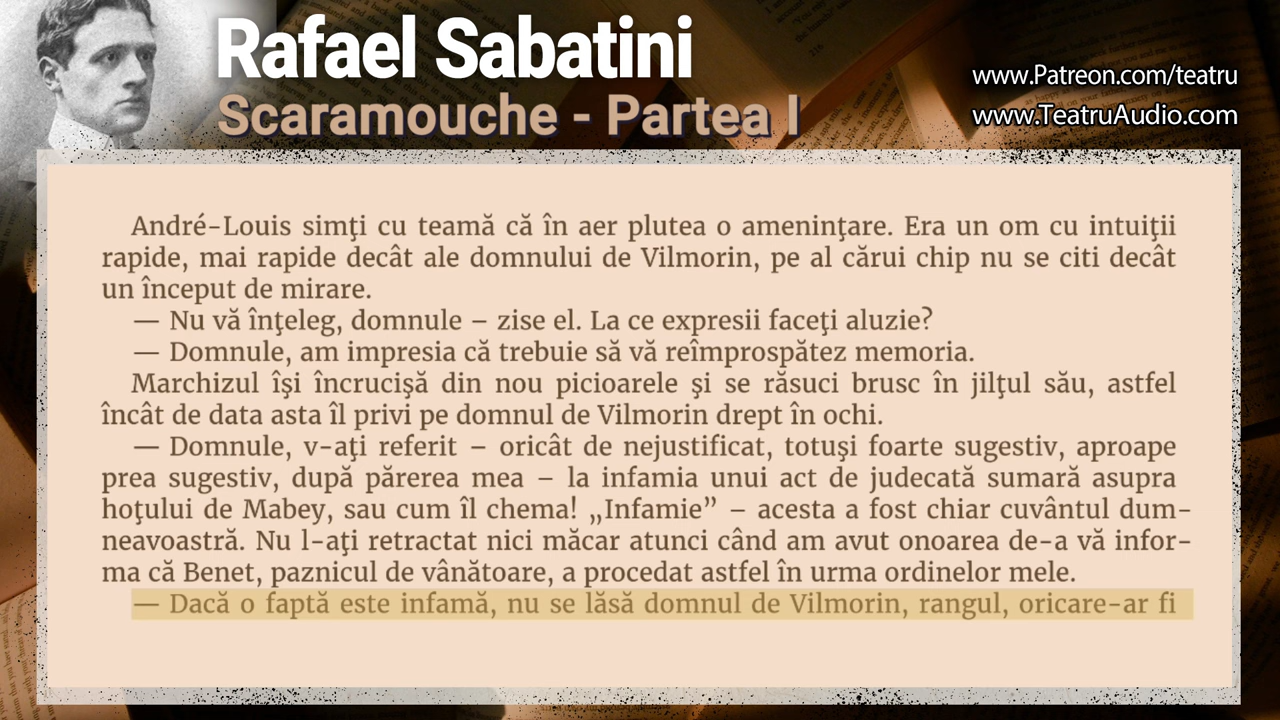 Rafael Sabatini
Scaramouche - Partea I
www.Patreon.com/teatru
www.TeatruAudio.com
André-Louis simţi cu teamă că în aer plutea o ameninţare. Era un om cu intuiţii
rapide, mai rapide decât ale domnului de Vilmorin, pe al cărui chip nu se citi decât
un început de mirare.
— Nu vă înţeleg, domnule – zise el. La ce expresii faceţi aluzie?
— Domnule, am impresia că trebuie să vă reîmprospătez memoria.
Marchizul îşi încrucişă din nou picioarele şi se răsuci brusc în jilţul său, astfel
încât de data asta îl privi pe domnul de Vilmorin drept în ochi.
— Domnule, v-aţi referit – oricât de nejustificat, totuşi foarte sugestiv, aproape
prea sugestiv, după părerea mea – la infamia unui act de judecată sumară asupra
hoţului de Mabey, sau cum îl chema! „Infamie” – acesta a fost chiar cuvântul dum-
neavoastră. Nu l-aţi retractat nici măcar atunci când am avut onoarea de-a vă infor-
ma că Benet, paznicul de vânătoare, a procedat astfel în urma ordinelor mele.
— Dacă o faptă este infamă, nu se lăsă domnul de Vilmorin, rangul, oricare-ar fi